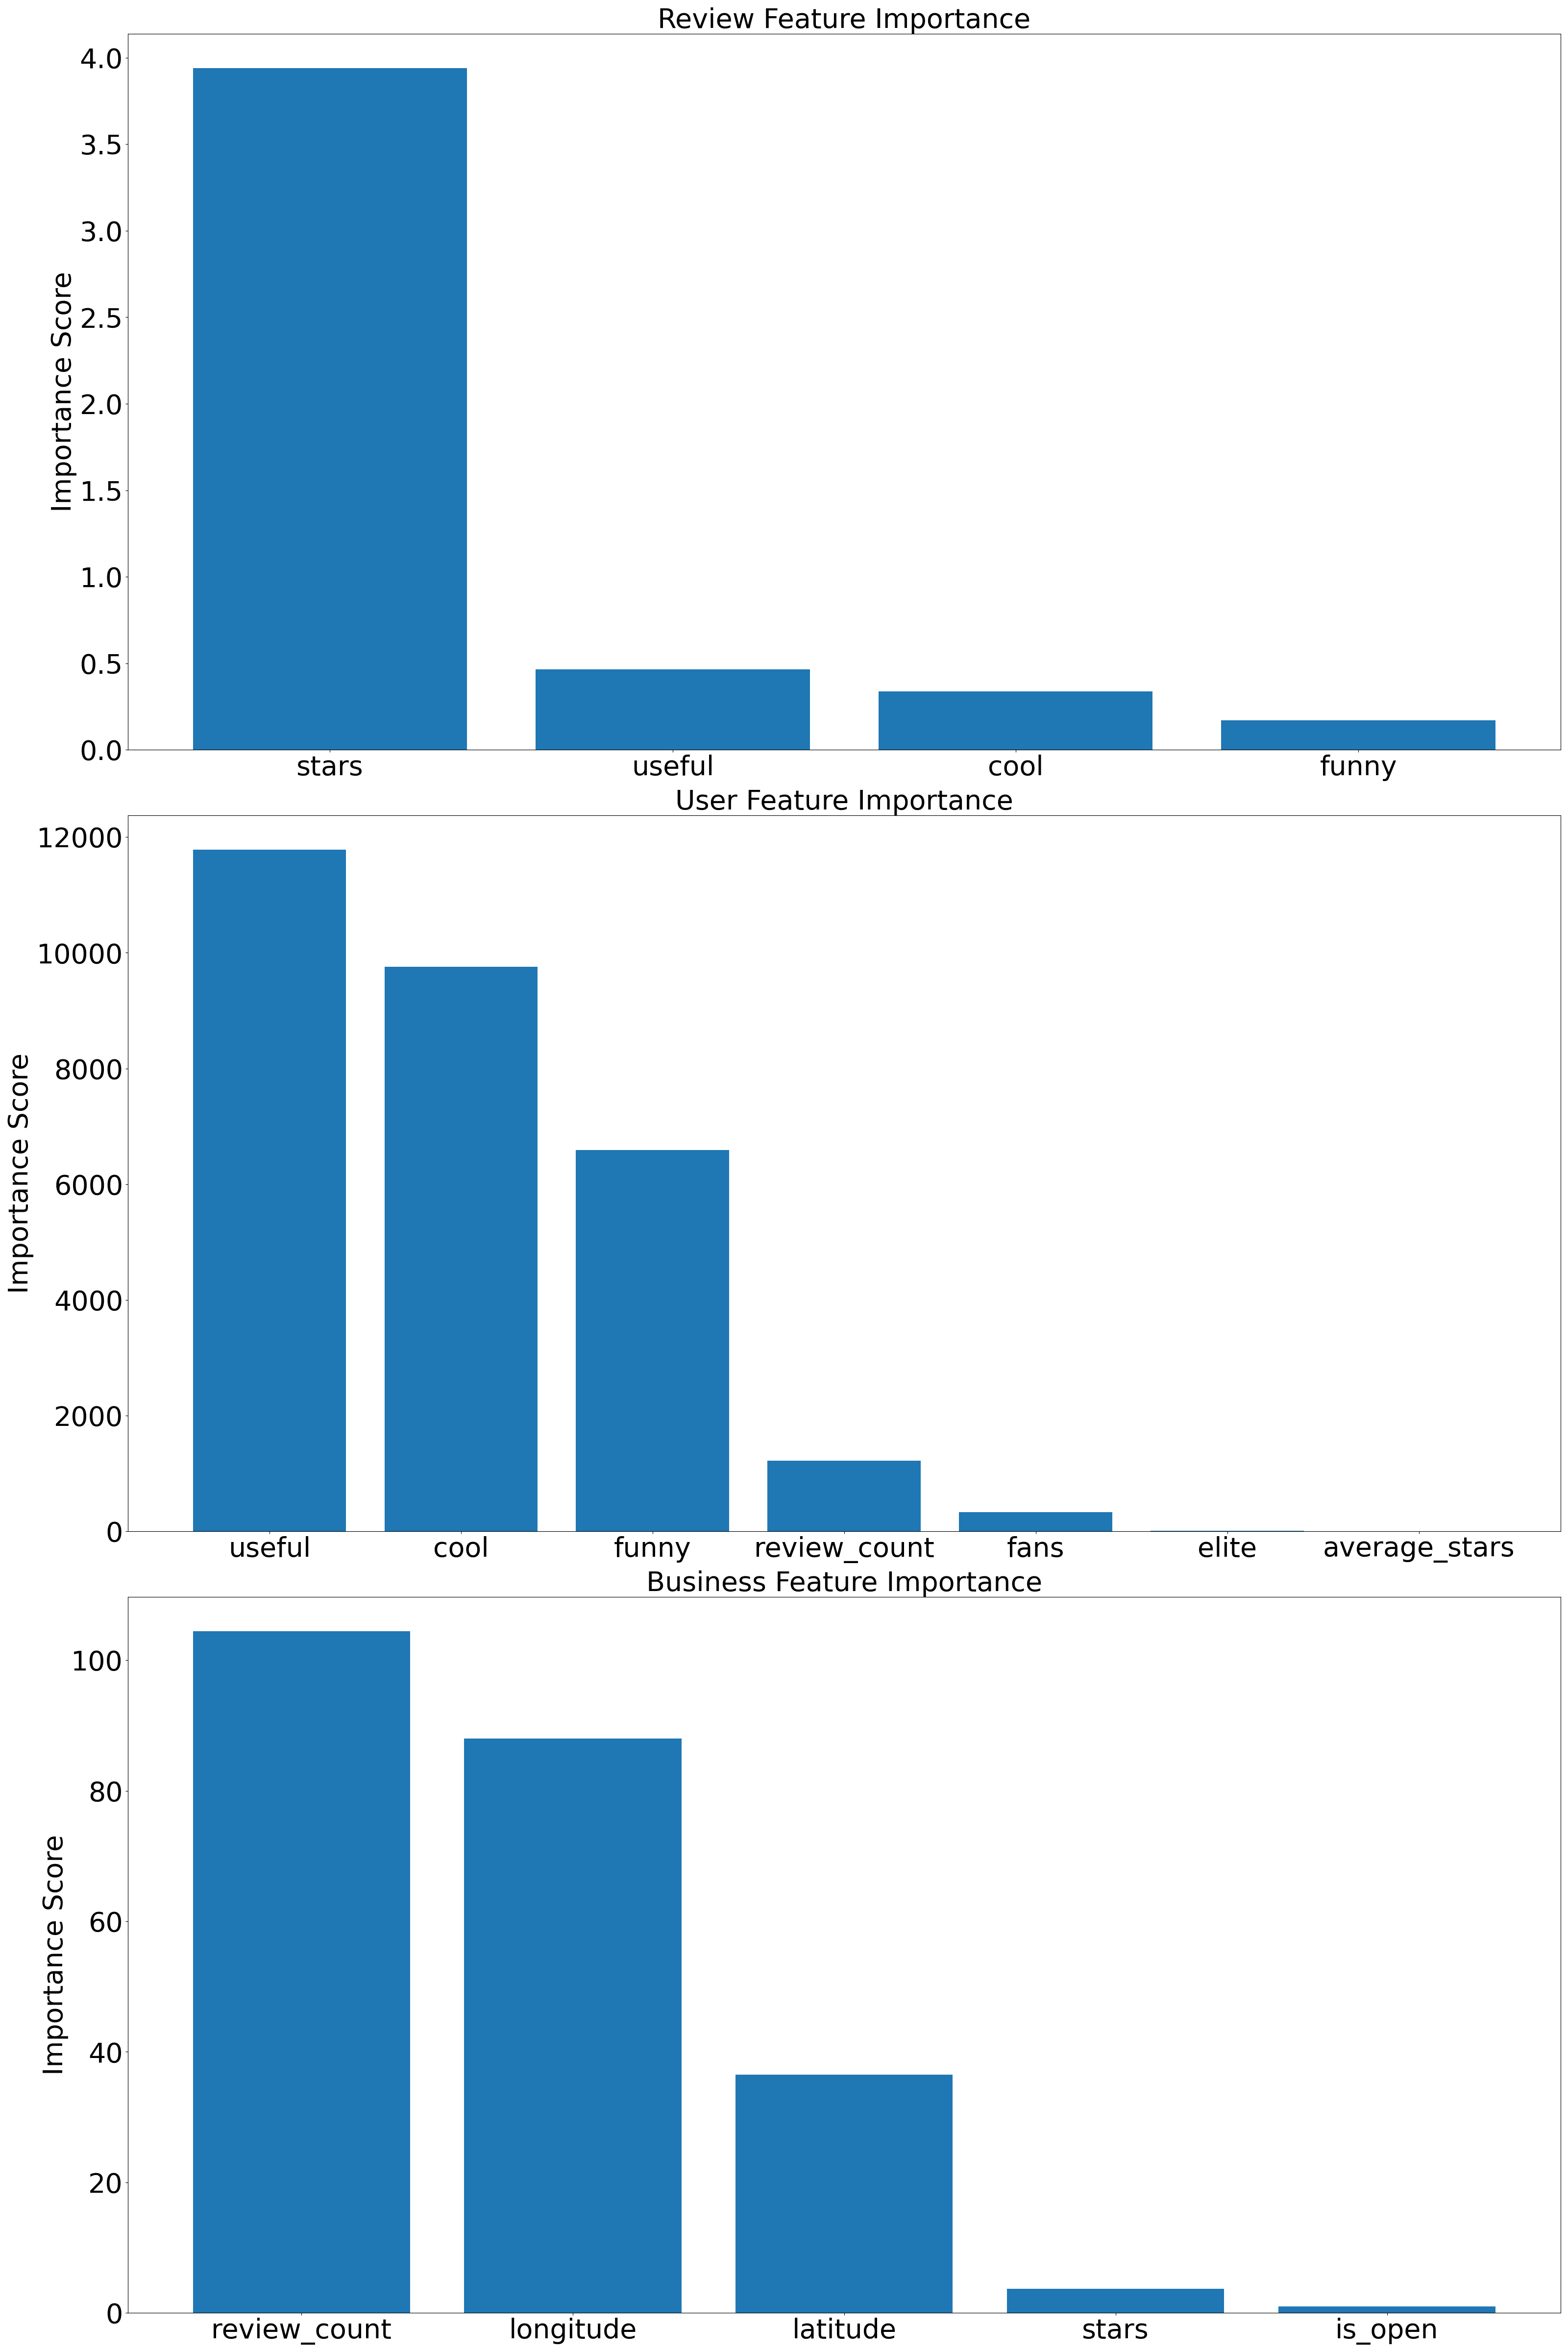 Review Feature Importance
4.0
3.5
3.0
2.5
2.0
1.5
1.0
0.5
0.0
Importance Score
stars useful cool funny
User Feature Importance
12000
10000
8000
6000
4000
2000
0
Importance Score
useful cool funny review_count fans elite average_stars
Business Feature Importance
100
80
60
40
20
0
Importance Score
review_count longitude latitude stars is_open